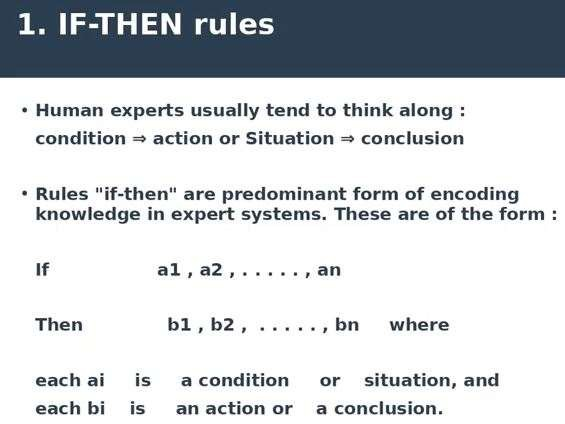 1. IF-THEN rules
• Human experts usually tend to think along :
condition ⇒ action or Situation ⇒ conclusion
• Rules "if-then" are predominant form of encoding
knowledge in expert systems. These are of the form :
If a1 , a2 , . . . . . , an
Then b1 , b2 , . . . . . , bn where
each ai is a condition or situation, and
each bi is an action or a conclusion.